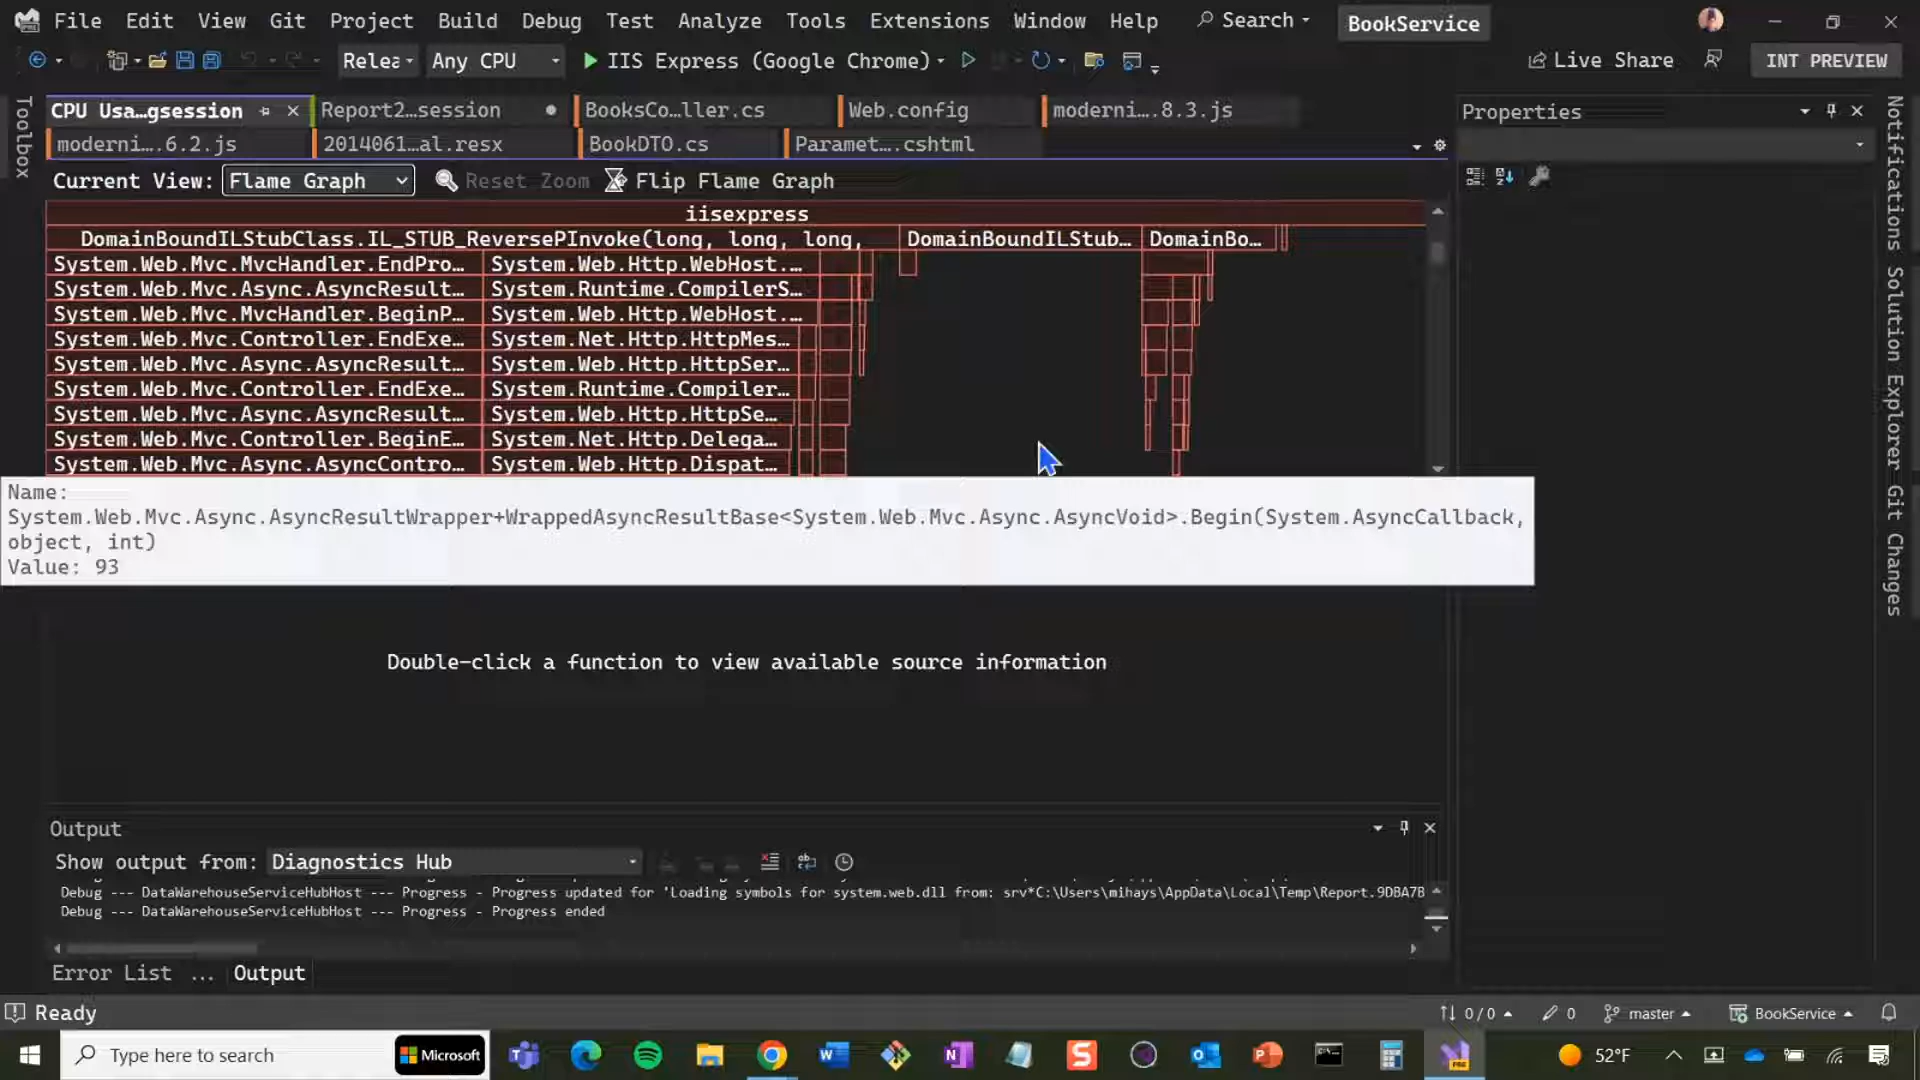 File Edit View Git Project Build Debug Test Analyze Tools Extensions Window Help Search BookService
Relea Any CPU IIS Express (Google Chrome) Live Share INT PREVIEW
CPU Usa…gsession Report2…session BooksCo…ller.cs Web.config moderni….8.3.js
moderni….6.2.js 2014061…al.resx BookDTO.cs Paramet….cshtml
Current View: Flame Graph Reset Zoom Flip Flame Graph
iisexpress
DomainBoundILStubClass.IL_STUB_ReversePInvoke(long, long, long, DomainBoundILStub… DomainBo…
System.Web.Mvc.MvcHandler.EndPro… System.Web.Http.WebHost.…
System.Web.Mvc.Async.AsyncResult… System.Runtime.CompilerS…
System.Web.Mvc.MvcHandler.BeginP… System.Web.Http.WebHost.…
System.Web.Mvc.Controller.EndExe… System.Net.Http.HttpMes…
System.Web.Mvc.Async.AsyncResult… System.Web.Http.HttpSer…
System.Web.Mvc.Controller.EndExe… System.Runtime.Compiler…
System.Web.Mvc.Async.AsyncResult… System.Web.Http.HttpSe…
System.Web.Mvc.Controller.BeginE… System.Net.Http.Delega…
System.Web.Mvc.Async.AsyncContro… System.Web.Http.Dispat…
Name:
System.Web.Mvc.Async.AsyncResultWrapper+WrappedAsyncResultBase<System.Web.Mvc.Async.AsyncVoid>.Begin(System.AsyncCallback,
object, int)
Value: 93
Double-click a function to view available source information
Output
Show output from: Diagnostics Hub
Debug --- DataWarehouseServiceHubHost --- Progress - Progress updated for 'Loading symbols for system.web.dll from: srv*C:\Users\mihays\AppData\Local\Temp\Report.9DBA7B
Debug --- DataWarehouseServiceHubHost --- Progress - Progress ended
Error List ... Output
Toolbox
Properties
Notifications
Solution Explorer
Git Changes
Ready 0/0 0 master BookService
Type here to search Microsoft 52°F